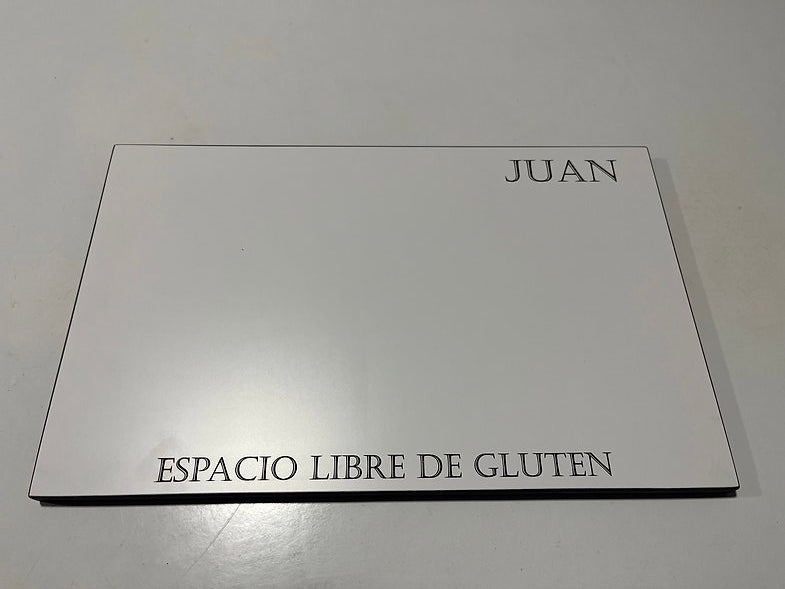 JUAN
ESPACIO LIBRE DE GLUTEN